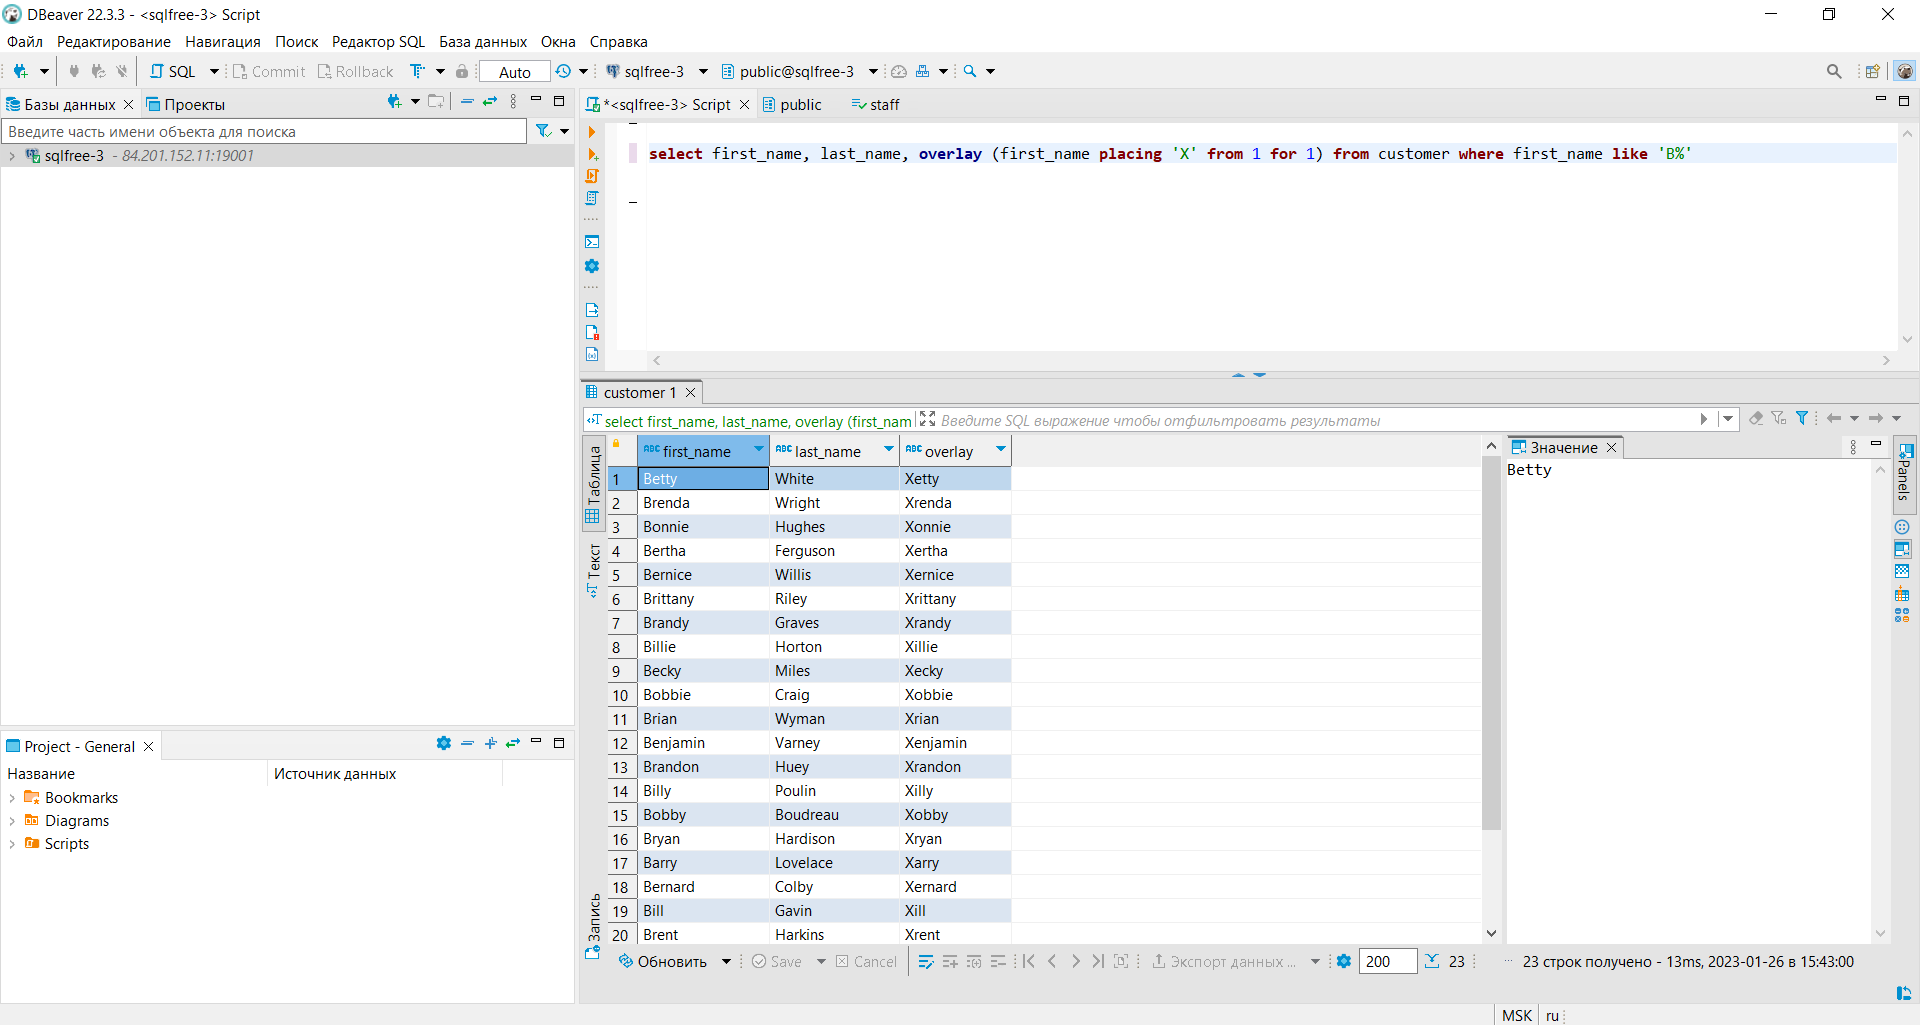 DBeaver 22.3.3 - <sqlfree-3> Script
Файл Редактирование Навигация Поиск Редактор SQL База данных Окна Справка
SQL Commit Rollback Auto sqlfree-3 public@sqlfree-3
Базы данных Проекты
Введите часть имени объекта для поиска
sqlfree-3 - 84.201.152.11:19001
Project - General
Название Источник данных
Bookmarks
Diagrams
Scripts
*<sqlfree-3> Script public staff
select first_name, last_name, overlay (first_name placing 'X' from 1 for 1) from customer where first_name like 'B%'
customer 1
select first_name, last_name, overlay (first_nam Введите SQL выражение чтобы отфильтровать результаты
Таблица
Текст
Запись
ABC first_name ABC last_name ABC overlay
1 Betty White Xetty
2 Brenda Wright Xrenda
3 Bonnie Hughes Xonnie
4 Bertha Ferguson Xertha
5 Bernice Willis Xernice
6 Brittany Riley Xrittany
7 Brandy Graves Xrandy
8 Billie Horton Xillie
9 Becky Miles Xecky
10 Bobbie Craig Xobbie
11 Brian Wyman Xrian
12 Benjamin Varney Xenjamin
13 Brandon Huey Xrandon
14 Billy Poulin Xilly
15 Bobby Boudreau Xobby
16 Bryan Hardison Xryan
17 Barry Lovelace Xarry
18 Bernard Colby Xernard
19 Bill Gavin Xill
20 Brent Harkins Xrent
Значение
Betty
Panels
Обновить Save Cancel Экспорт данных ... 200 23 23 строк получено - 13ms, 2023-01-26 в 15:43:00
MSK ru